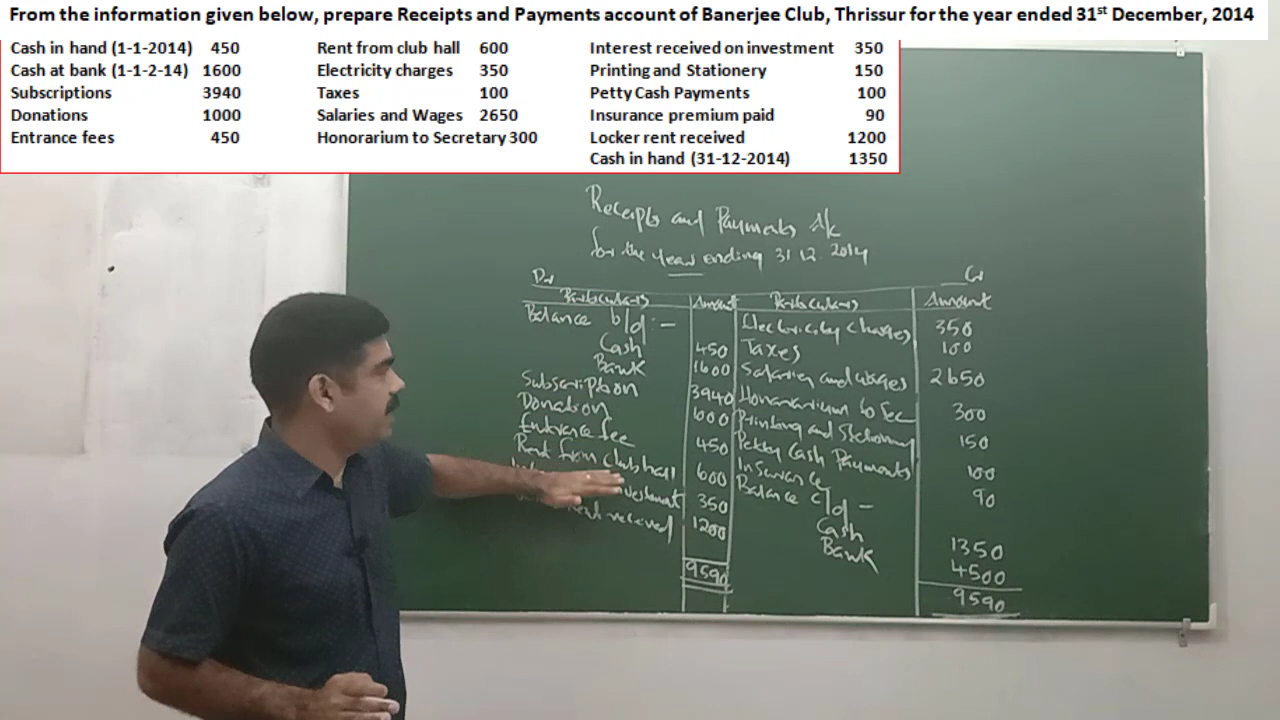 From the information given below, prepare Receipts and Payments account of Banerjee Club, Thrissur for the year ended 31st December, 2014
Cash in hand (1-1-2014) 450 Rent from club hall 600 Interest received on investment 350
Cash at bank (1-1-2-14) 1600 Electricity charges 350 Printing and Stationery 150
Subscriptions 3940 Taxes 100 Petty Cash Payments 100
Donations 1000 Salaries and Wages 2650 Insurance premium paid 90
Entrance fees 450 Honorarium to Secretary 300 Locker rent received 1200
Cash in hand (31-12-2014) 1350
Receipts and Payments A/c
for the year ending 31 12 2014
Dr Cr
Particulars Amount Particulars Amount
Balance b/d :- Electricity charges 350
Cash 450 Taxes 100
Bank 1600 Salaries and Wages 2650
Subscription 3940 Honorarium to Sec 300
Donation 1000 Printing and Stationery 150
Entrance fee 450 Petty Cash Payments 100
Rent from club hall 600 Insurance 90
investment 350 Balance c/d -
rent received 1200 Cash 1350
Bank 4500
9590 9590